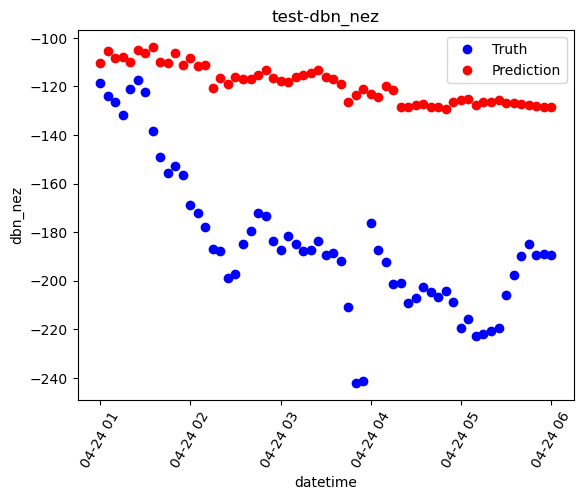 test-dbn_nez
Truth
Prediction
−100
−120
−140
−160
−180
−200
−220
−240
dbn_nez
04-24 01
04-24 02
04-24 03
04-24 04
04-24 05
04-24 06
datetime